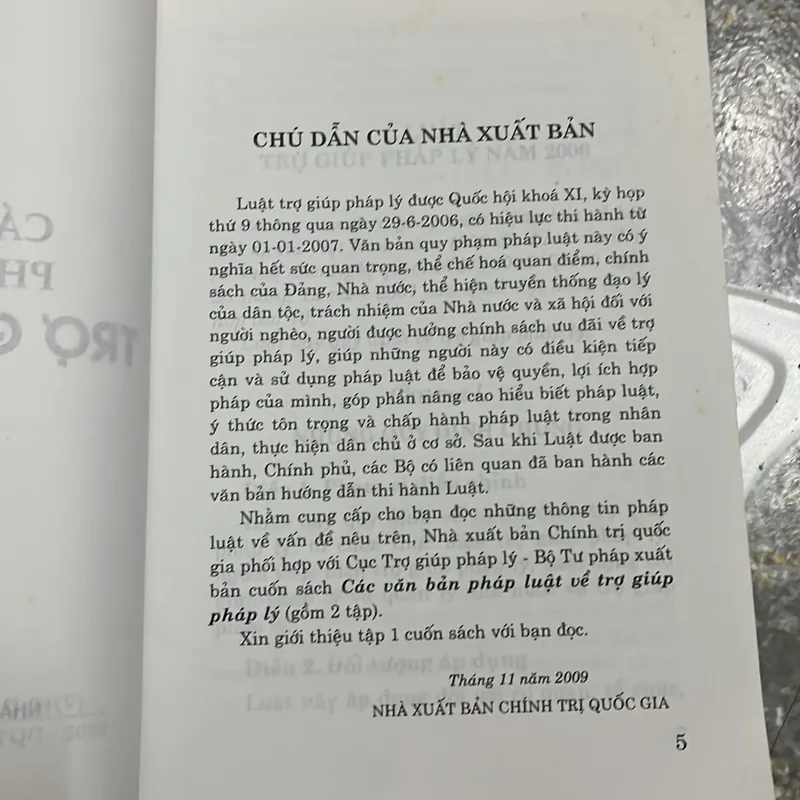 CHÚ DẪN CỦA NHÀ XUẤT BẢN
Luật trợ giúp pháp lý được Quốc hội khoá XI, kỳ họp
thứ 9 thông qua ngày 29-6-2006, có hiệu lực thi hành từ
ngày 01-01-2007. Văn bản quy phạm pháp luật này có ý
nghĩa hết sức quan trọng, thể chế hoá quan điểm, chính
sách của Đảng, Nhà nước, thể hiện truyền thống đạo lý
của dân tộc, trách nhiệm của Nhà nước và xã hội đối với
người nghèo, người được hưởng chính sách ưu đãi về trợ
giúp pháp lý, giúp những người này có điều kiện tiếp
cận và sử dụng pháp luật để bảo vệ quyền, lợi ích hợp
pháp của mình, góp phần nâng cao hiểu biết pháp luật,
ý thức tôn trọng và chấp hành pháp luật trong nhân
dân, thực hiện dân chủ ở cơ sở. Sau khi Luật được ban
hành, Chính phủ, các Bộ có liên quan đã ban hành các
văn bản hướng dẫn thi hành Luật.
Nhằm cung cấp cho bạn đọc những thông tin pháp
luật về vấn đề nêu trên, Nhà xuất bản Chính trị quốc
gia phối hợp với Cục Trợ giúp pháp lý - Bộ Tư pháp xuất
bản cuốn sách Các văn bản pháp luật về trợ giúp
pháp lý (gồm 2 tập).
Xin giới thiệu tập 1 cuốn sách với bạn đọc.
Tháng 11 năm 2009
NHÀ XUẤT BẢN CHÍNH TRỊ QUỐC GIA
5